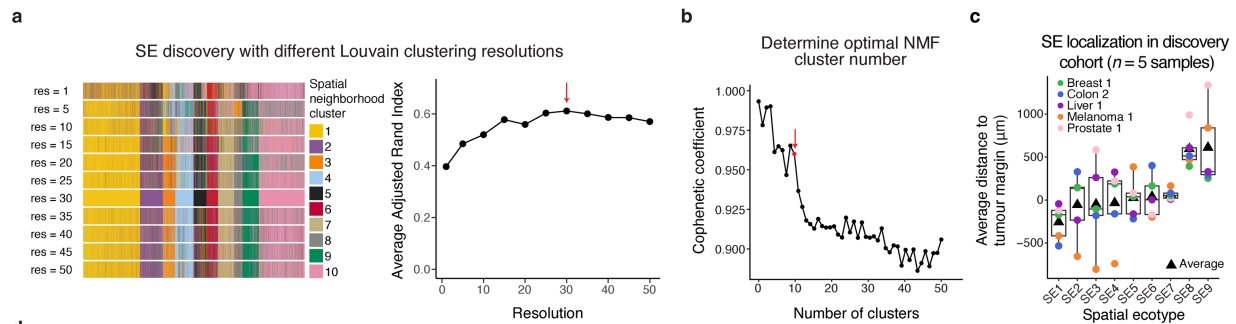 a
SE discovery with different Louvain clustering resolutions
res = 1
res = 5
res = 10
res = 15
res = 20
res = 25
res = 30
res = 35
res = 40
res = 45
res = 50
Spatial
neighborhood
cluster
1
2
3
4
5
6
7
8
9
10
Average Adjusted Rand Index
0.6
0.4
0.2
0.0
0
10
20
30
40
50
Resolution
b
Determine optimal NMF
cluster number
Cophenetic coefficient
1.000
0.975
0.950
0.925
0.900
0
10
20
30
40
50
Number of clusters
c
SE localization in discovery
cohort (n = 5 samples)
Breast 1
Colon 2
Liver 1
Melanoma 1
Prostate 1
Average distance to
tumour margin (μm)
1000
500
0
−500
Average
SE1
SE2
SE3
SE4
SE5
SE6
SE7
SE8
SE9
Spatial ecotype